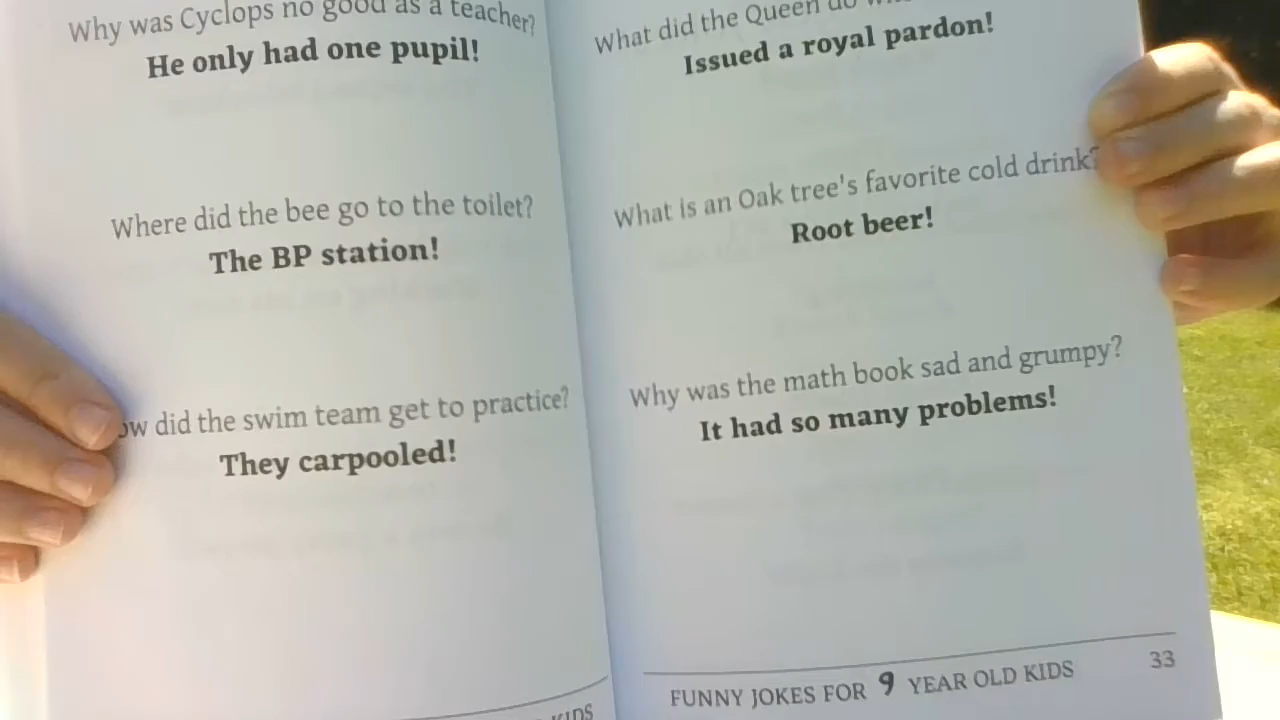 Why was Cyclops no good as a teacher?
He only had one pupil!
Where did the bee go to the toilet?
The BP station!
did the swim team get to practice?
They carpooled!
KIDS
What did the Queen do
Issued a royal pardon!
What is an Oak tree's favorite cold drink?
Root beer!
Why was the math book sad and grumpy?
It had so many problems!
FUNNY JOKES FOR 9 YEAR OLD KIDS 33